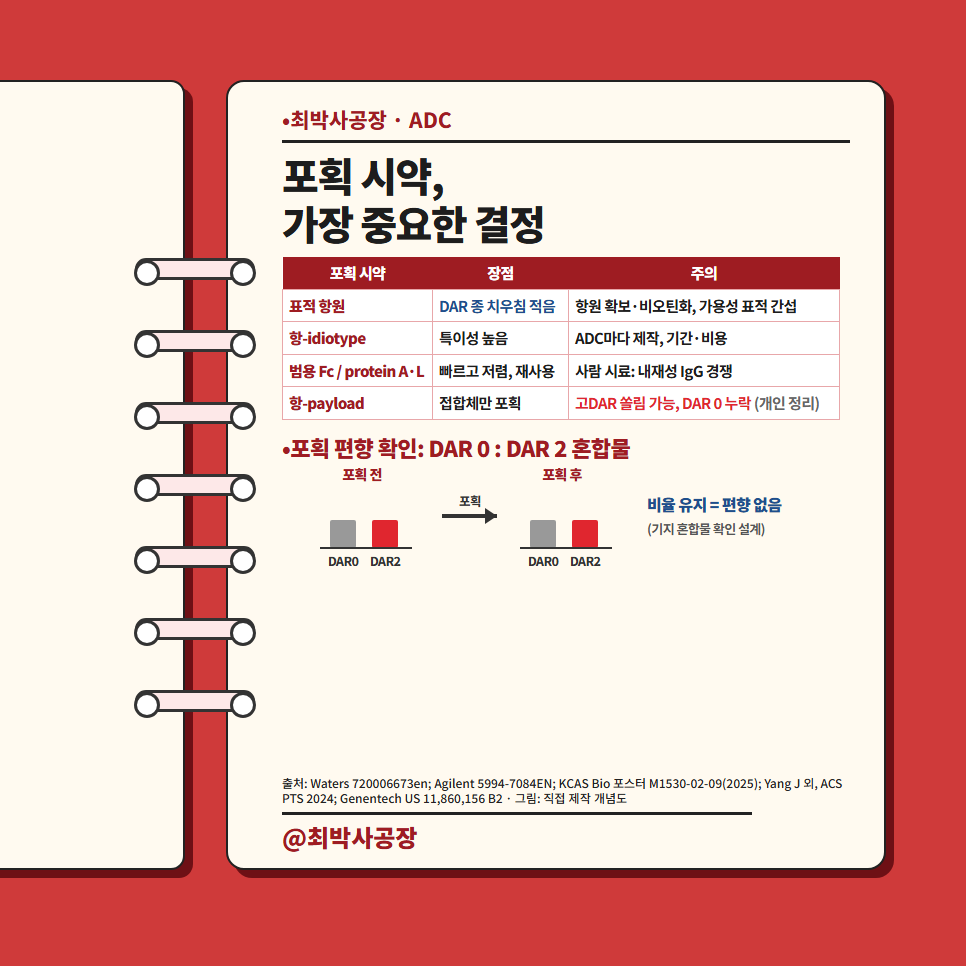 •최박사공장 · ADC
포획 시약,
가장 중요한 결정
포획 시약 장점 주의
표적 항원 DAR 종 치우침 적음 항원 확보·비오틴화, 가용성 표적 간섭
항-idiotype 특이성 높음 ADC마다 제작, 기간·비용
범용 Fc / protein A·L 빠르고 저렴, 재사용 사람 시료: 내재성 IgG 경쟁
항-payload 접합체만 포획 고DAR 쏠림 가능, DAR 0 누락 (개인 정리)
•포획 편향 확인: DAR 0 : DAR 2 혼합물
포획 전 포획 후
포획
비율 유지 = 편향 없음
(기지 혼합물 확인 설계)
DAR0 DAR2 DAR0 DAR2
출처: Waters 720006673en; Agilent 5994-7084EN; KCAS Bio 포스터 M1530-02-09(2025); Yang J 외, ACS
PTS 2024; Genentech US 11,860,156 B2 · 그림: 직접 제작 개념도
@최박사공장